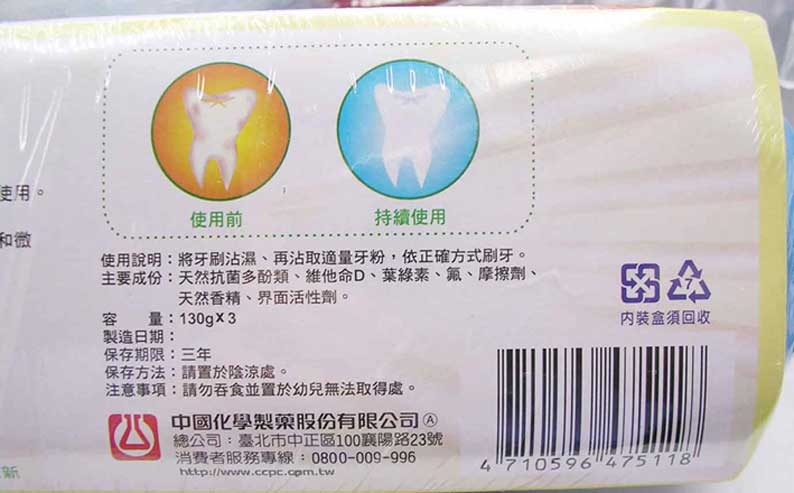 使用。
和微
使用前
持續使用
使用說明：將牙刷沾濕、再沾取適量牙粉，依正確方式刷牙。
主要成份：天然抗菌多酚類、維他命D、葉綠素、氟、摩擦劑、
天然香精、界面活性劑。
容　　量：130g×3
製造日期：
保存期限：三年
保存方法：請置於陰涼處。
注意事項：請勿吞食並置於幼兒無法取得處。
7
內裝盒須回收
中國化學製藥股份有限公司Ⓐ
總公司：臺北市中正區100襄陽路23號
消費者服務專線：0800-009-996
http://www.ccpc.com.tw
4 710596 475118
新